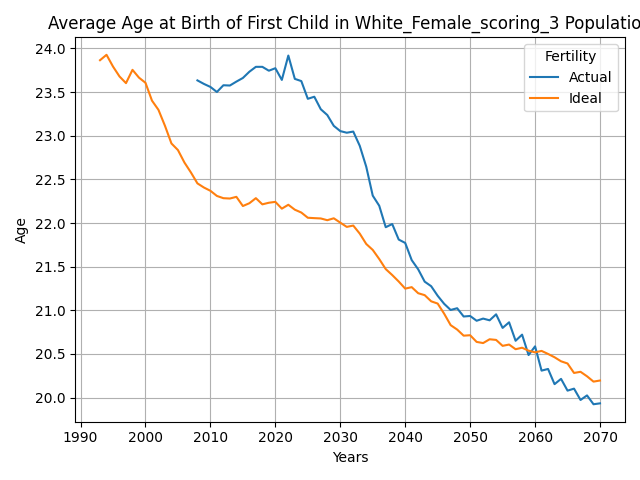 Average Age at Birth of First Child in White_Female_scoring_3 Populatio
Fertility
Actual
Ideal
24.0
23.5
23.0
22.5
22.0
21.5
21.0
20.5
20.0
Age
1990 2000 2010 2020 2030 2040 2050 2060 2070
Years